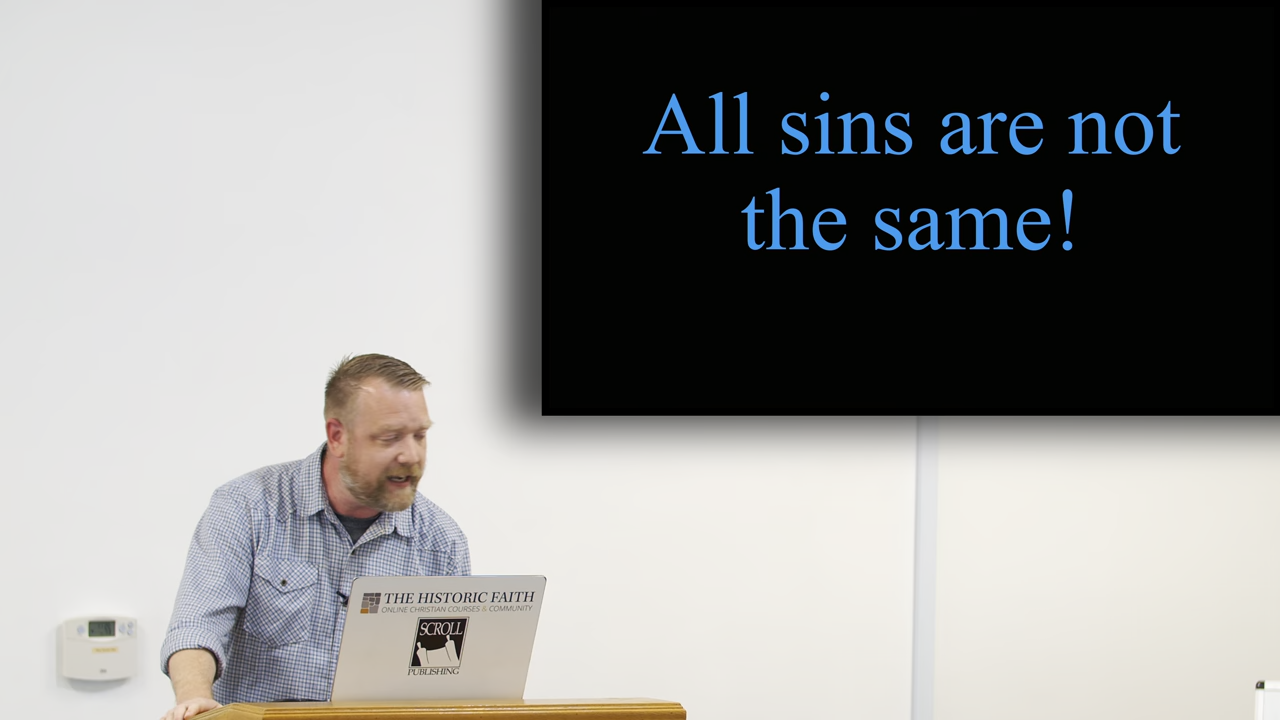 All sins are not
the same!
THE HISTORIC FAITH
ONLINE CHRISTIAN COURSES & COMMUNITY
SCROLL
PUBLISHING